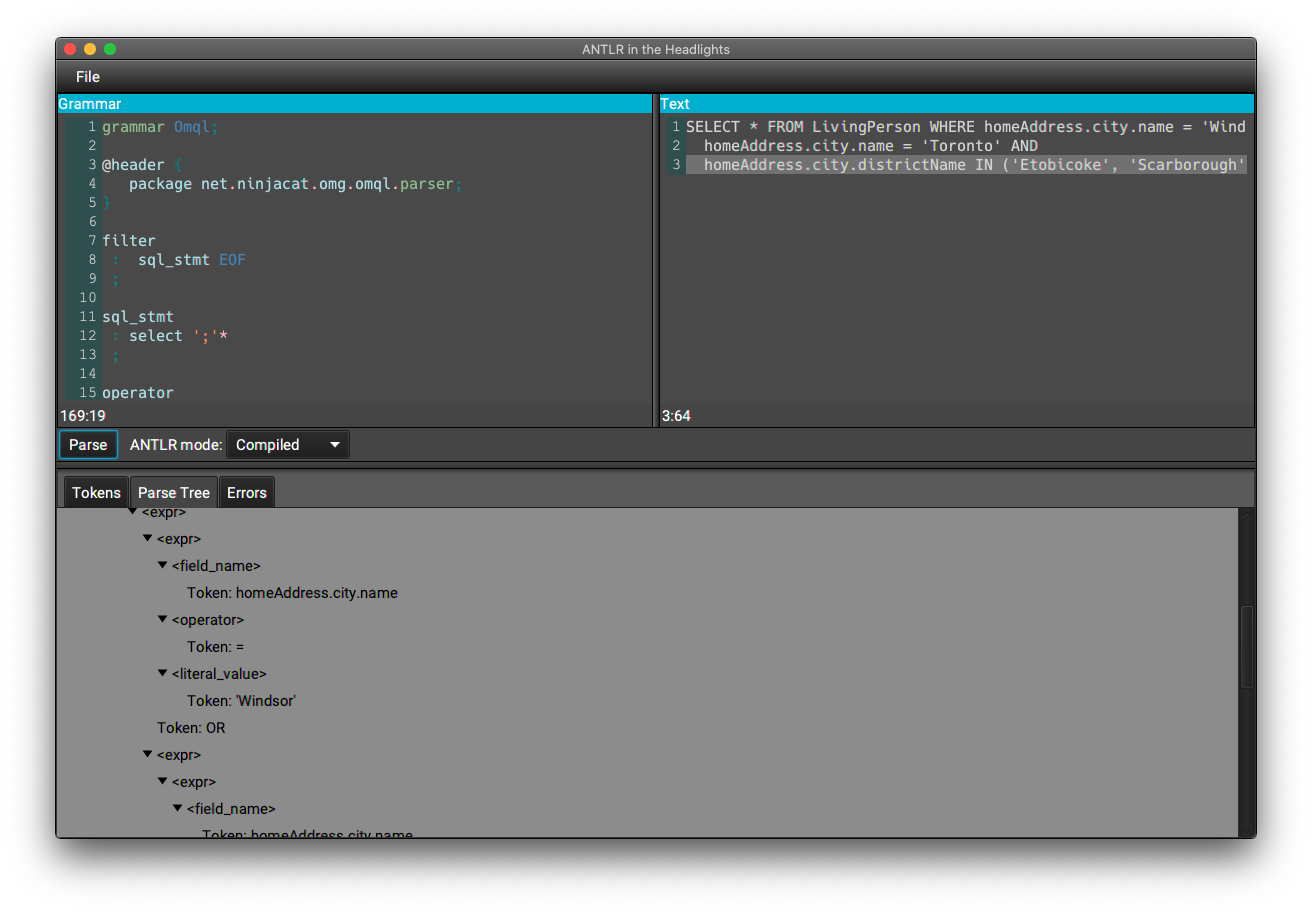 ANTLR in the Headlights
File
Grammar
1 grammar Omql;
2
3 @header {
4 package net.ninjacat.omg.omql.parser;
5 }
6
7 filter
8 : sql_stmt EOF
9 ;
10
11 sql_stmt
12 : select ';'*
13 ;
14
15 operator
169:19
Text
1 SELECT * FROM LivingPerson WHERE homeAddress.city.name = 'Wind
2 homeAddress.city.name = 'Toronto' AND
3 homeAddress.city.districtName IN ('Etobicoke', 'Scarborough'
3:64
Parse ANTLR mode: Compiled
Tokens Parse Tree Errors
<expr>
<expr>
<field_name>
Token: homeAddress.city.name
<operator>
Token: =
<literal_value>
Token: 'Windsor'
Token: OR
<expr>
<expr>
<field_name>
Token: homeAddress.city.name